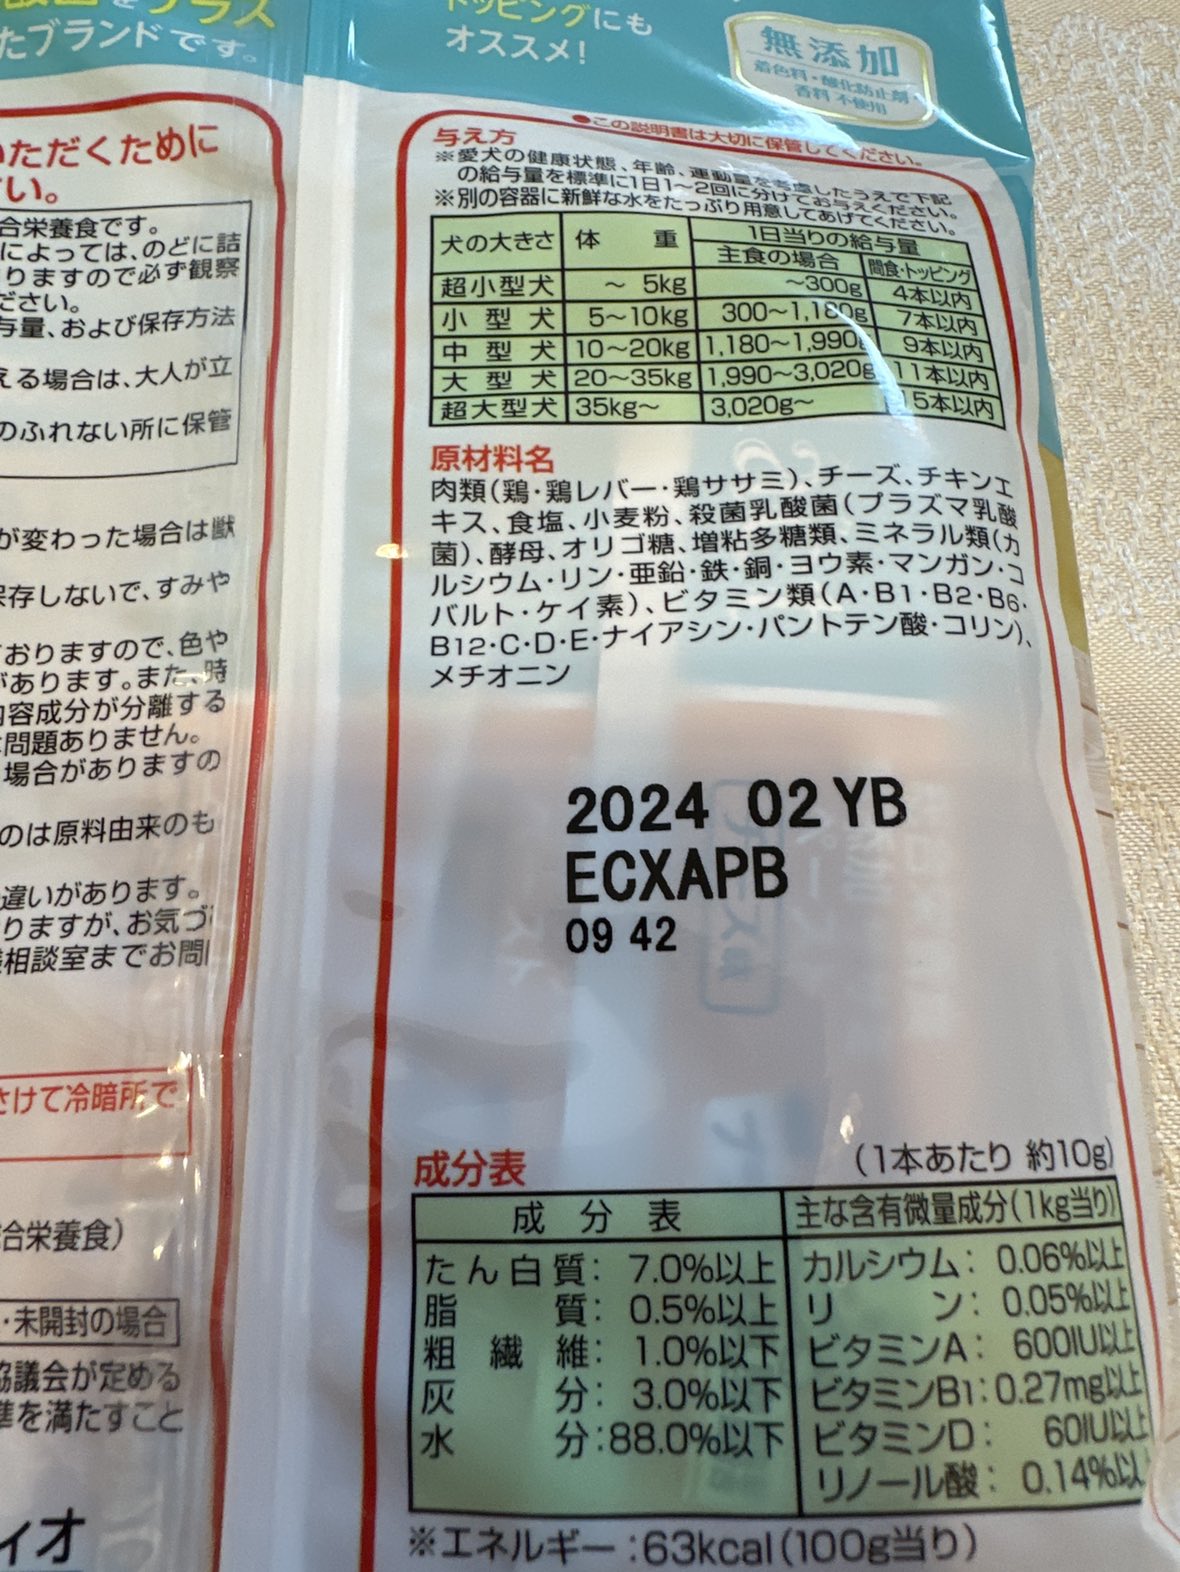 をプラス
たブランドです。
トッピングにも
オススメ!
無添加
着色料・酸化防止剤・
香料 不使用
いただくために
さい。
合栄養食です。
によっては、のどに詰
りますので必ず観察
ださい。
与量、および保存方法
える場合は、大人が立
のふれない所に保管
が変わった場合は獣
保存しないで、すみや
ておりますので、色や
があります。また、時
内容成分が分離する
問題ありません。
場合がありますの
のは原料由来のも
違いがあります。
りますが、お気づ
相談室までお問
さけて冷暗所で
合栄養食)
・未開封の場合
協議会が定める
準を満たすこと
ィオ
●この説明書は大切に保管してください。
与え方
※愛犬の健康状態、年齢、運動量を考慮したうえで下記
の給与量を標準に1日1~2回に分けてお与えください。
※別の容器に新鮮な水をたっぷり用意してあげてください。
犬の大きさ 体重 1日当りの給与量
主食の場合 間食・トッピング
超小型犬 ~5kg ~300g 4本以内
小型犬 5~10kg 300~1,180g 7本以内
中型犬 10~20kg 1,180~1,990g 9本以内
大型犬 20~35kg 1,990~3,020g 11本以内
超大型犬 35kg~ 3,020g~ 15本以内
原材料名
肉類(鶏・鶏レバー・鶏ササミ)、チーズ、チキンエ
キス、食塩、小麦粉、殺菌乳酸菌(プラズマ乳酸
菌)、酵母、オリゴ糖、増粘多糖類、ミネラル類(カ
ルシウム・リン・亜鉛・鉄・銅・ヨウ素・マンガン・コ
バルト・ケイ素)、ビタミン類(A・B1・B2・B6・
B12・C・D・E・ナイアシン・パントテン酸・コリン)、
メチオニン
2024 02 YB
ECXAPB
09 42
成分表 (1本あたり 約10g)
成分表 主な含有微量成分(1kg当り)
たん白質: 7.0%以上 カルシウム: 0.06%以上
脂質: 0.5%以上 リン: 0.05%以上
粗繊維: 1.0%以下 ビタミンA: 600IU以上
灰分: 3.0%以下 ビタミンB1: 0.27mg以上
水分: 88.0%以下 ビタミンD: 60IU以上
リノール酸: 0.14%以
※エネルギー:63kcal(100g当り)